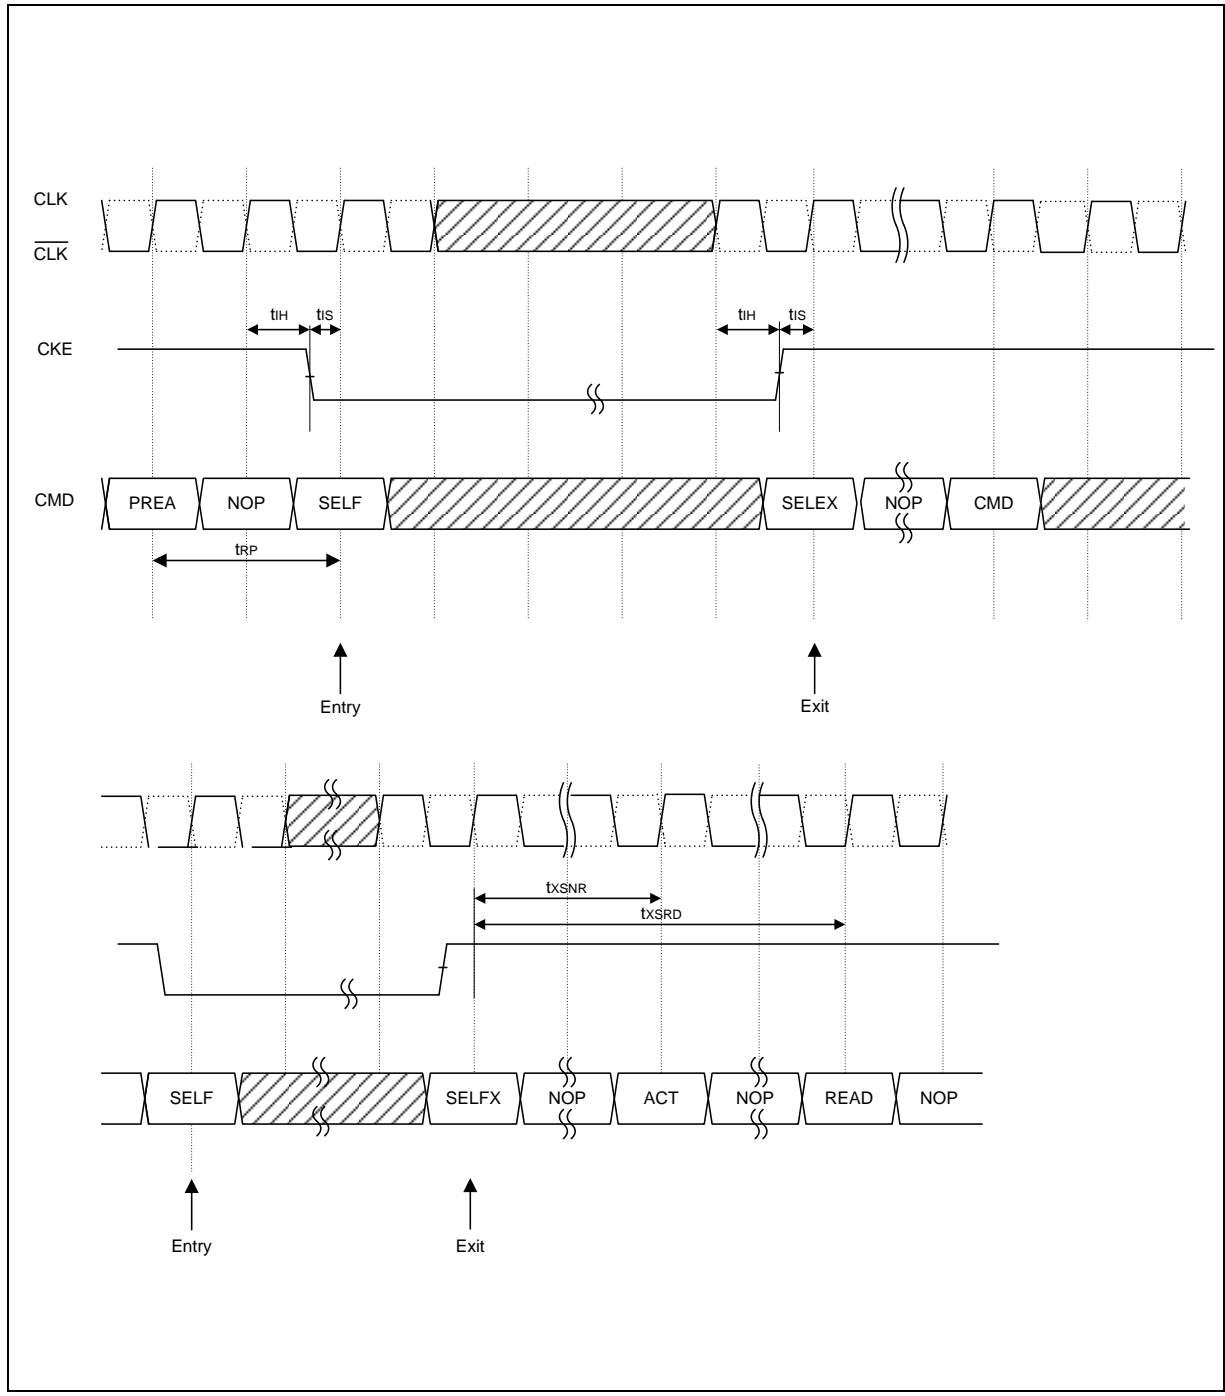 CLK
CLK
tIH tIS tIH tIS
CKE
CMD PREA NOP SELF SELEX NOP CMD
tRP
Entry Exit
tXSNR
tXSRD
SELF SELFX NOP ACT NOP READ NOP
Entry Exit